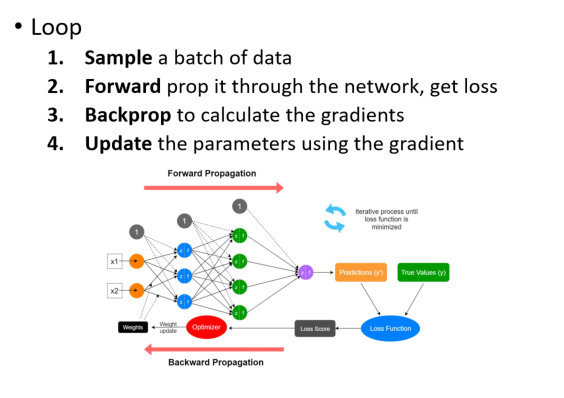 • Loop
1. Sample a batch of data
2. Forward prop it through the network, get loss
3. Backprop to calculate the gradients
4. Update the parameters using the gradient
Forward Propagation
1
1
1
Iterative process until
loss function is
minimized
x1
x2
z f
z f
z f
z f
z f
z f
z f
z f
Predictions (y')
True Values (y)
Weights
Weight
update
Optimizer
Loss Score
Loss Function
Backward Propagation